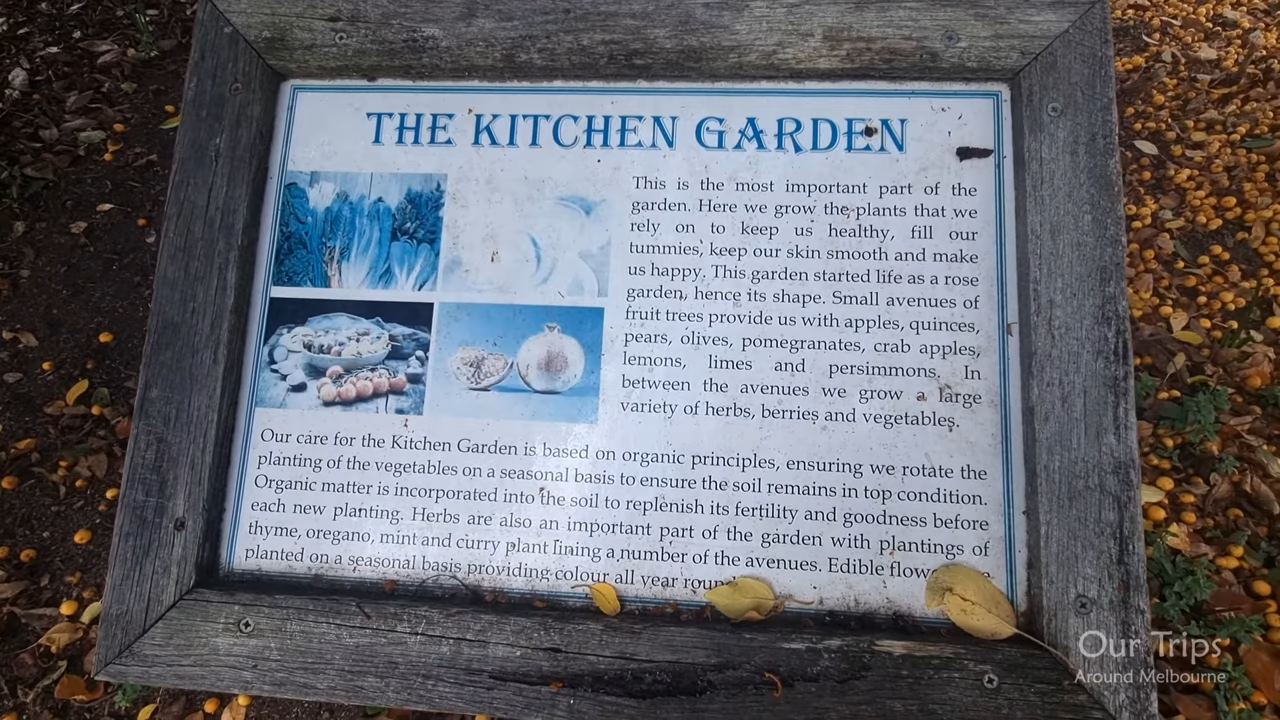 THE KITCHEN GARDEN
This is the most important part of the
garden. Here we grow the plants that we
rely on to keep us healthy, fill our
tummies, keep our skin smooth and make
us happy. This garden started life as a rose
garden, hence its shape. Small avenues of
fruit trees provide us with apples, quinces,
pears, olives, pomegranates, crab apples,
lemons, limes and persimmons. In
between the avenues we grow a large
variety of herbs, berries and vegetables.
Our care for the Kitchen Garden is based on organic principles, ensuring we rotate the
planting of the vegetables on a seasonal basis to ensure the soil remains in top condition.
Organic matter is incorporated into the soil to replenish its fertility and goodness before
each new planting. Herbs are also an important part of the garden with plantings of
thyme, oregano, mint and curry plant lining a number of the avenues. Edible
planted on a seasonal basis providing colour all year
Our Trips
Around Melbourne